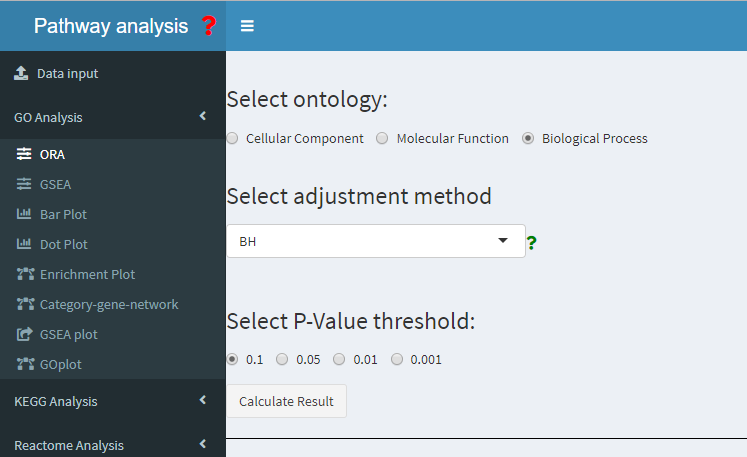 Pathway analysis ?
Data input
GO Analysis
ORA
GSEA
Bar Plot
Dot Plot
Enrichment Plot
Category-gene-network
GSEA plot
GOplot
KEGG Analysis
Reactome Analysis
Select ontology:
Cellular Component Molecular Function Biological Process
Select adjustment method
BH ?
Select P-Value threshold:
0.1 0.05 0.01 0.001
Calculate Result